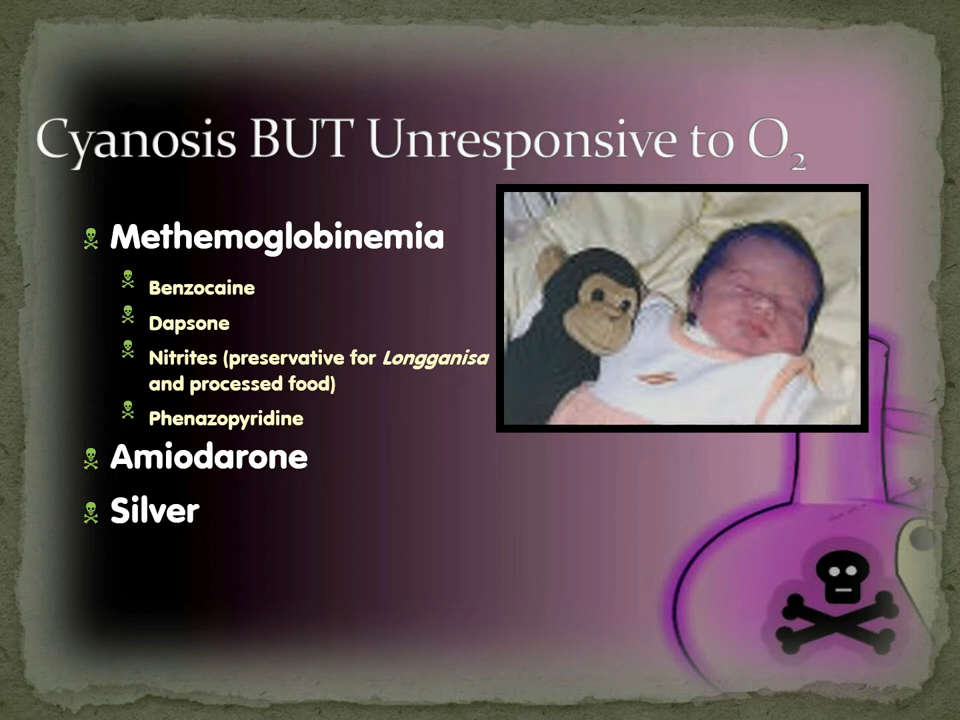 Cyanosis BUT Unresponsive to O₂
Methemoglobinemia
Benzocaine
Dapsone
Nitrites (preservative for Longganisa
and processed food)
Phenazopyridine
Amiodarone
Silver